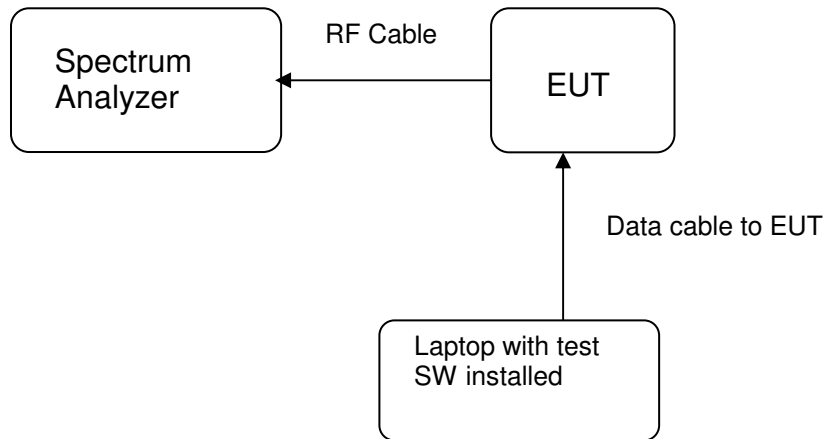 RF Cable
Spectrum
Analyzer
EUT
Data cable to EUT
Laptop with test
SW installed